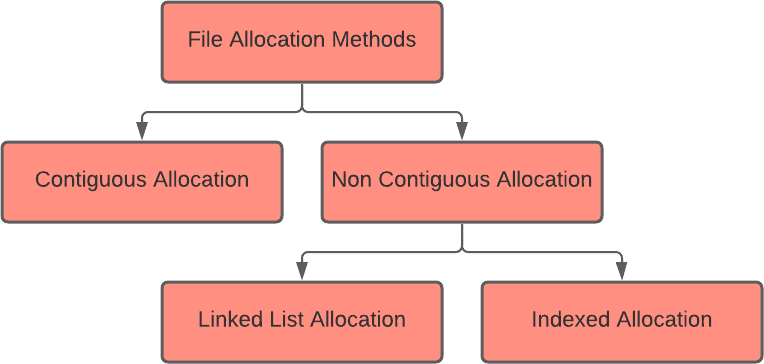 File Allocation Methods
Contiguous Allocation
Non Contiguous Allocation
Linked List Allocation
Indexed Allocation